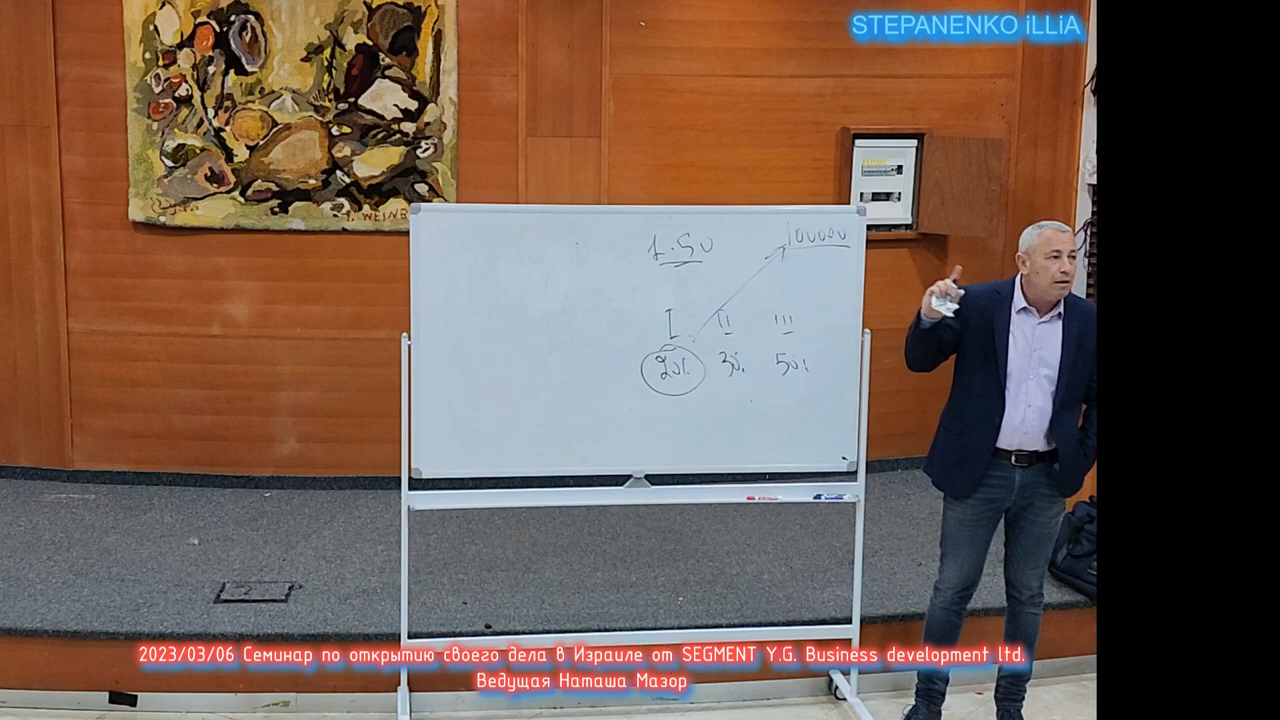 STEPANENKO iLLiA
1.50
100000
I II III
20% 30% 50%
2023/03/06 Семинар по открытию своего дела в Израиле от SEGMENT Y.G. Business development ltd.
Ведущая Наташа Мазор